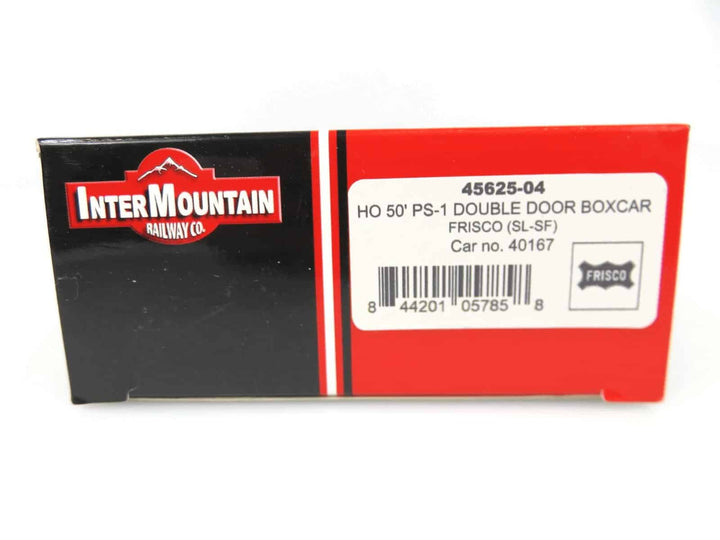 INTERMOUNTAIN
RAILWAY CO.
45625-04
HO 50' PS-1 DOUBLE DOOR BOXCAR
FRISCO (SL-SF)
Car no. 40167
8 44201 05785 8
FRISCO